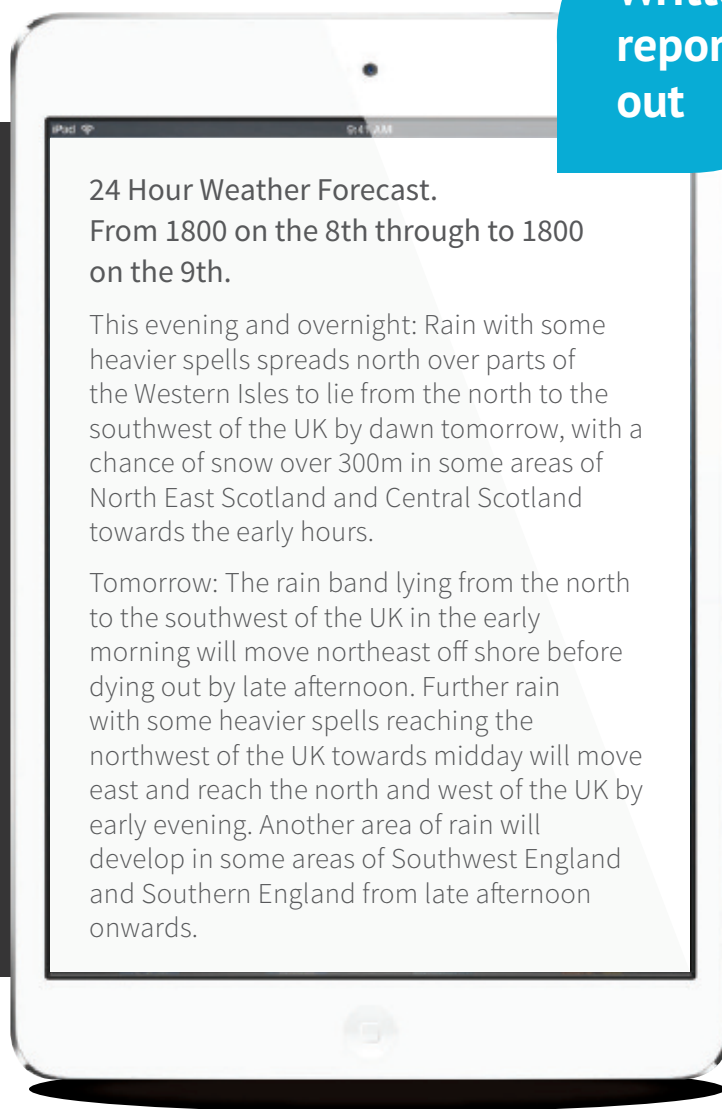 repor
out
iPad
9:41 AM
24 Hour Weather Forecast.
From 1800 on the 8th through to 1800
on the 9th.
This evening and overnight: Rain with some
heavier spells spreads north over parts of
the Western Isles to lie from the north to the
southwest of the UK by dawn tomorrow, with a
chance of snow over 300m in some areas of
North East Scotland and Central Scotland
towards the early hours.
Tomorrow: The rain band lying from the north
to the southwest of the UK in the early
morning will move northeast off shore before
dying out by late afternoon. Further rain
with some heavier spells reaching the
northwest of the UK towards midday will move
east and reach the north and west of the UK by
early evening. Another area of rain will
develop in some areas of Southwest England
and Southern England from late afternoon
onwards.